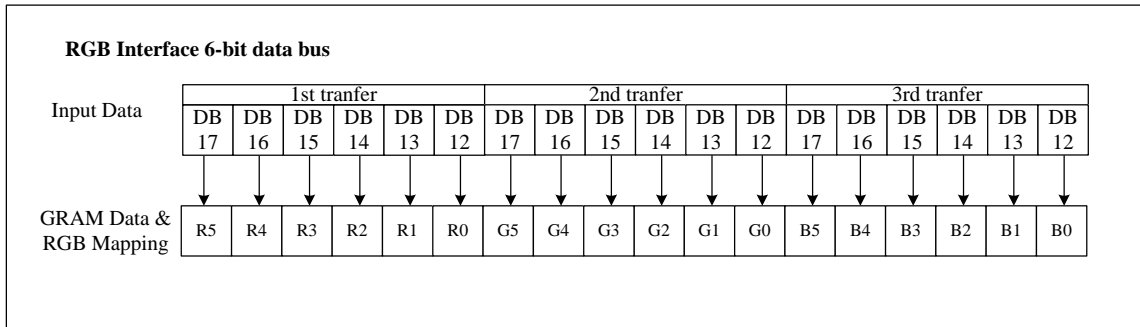 RGB Interface 6-bit data bus
1st tranfer 2nd tranfer 3rd tranfer
Input Data
DB DB DB DB DB DB DB DB DB DB DB DB DB DB DB DB DB DB
17 16 15 14 13 12 17 16 15 14 13 12 17 16 15 14 13 12
GRAM Data &
RGB Mapping
R5 R4 R3 R2 R1 R0 G5 G4 G3 G2 G1 G0 B5 B4 B3 B2 B1 B0